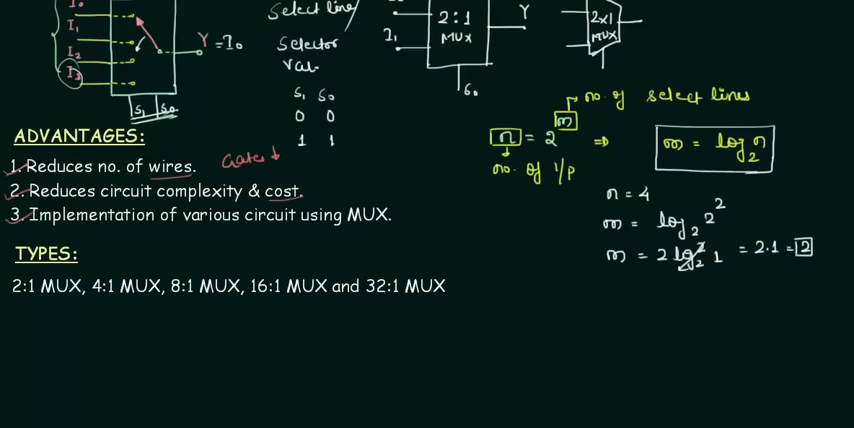 I₀
I₁
I₂
I₃
Y = I₀
S₁ S₀
Select line
Selector
S₁ S₀
0 0
1 1
I₁
2:1
MUX
Y
S₀
2x1
MUX
ADVANTAGES:
1. Reduces no. of wires.
Gates ↓
2. Reduces circuit complexity & cost.
3. Implementation of various circuit using MUX.
TYPES:
2:1 MUX, 4:1 MUX, 8:1 MUX, 16:1 MUX and 32:1 MUX
no. of select lines
n = 2^m ⇒ m = log₂ n
no. of i/p
n = 4
m = log₂ 2²
m = 2 log₂ 2 1 = 2·1 = 2